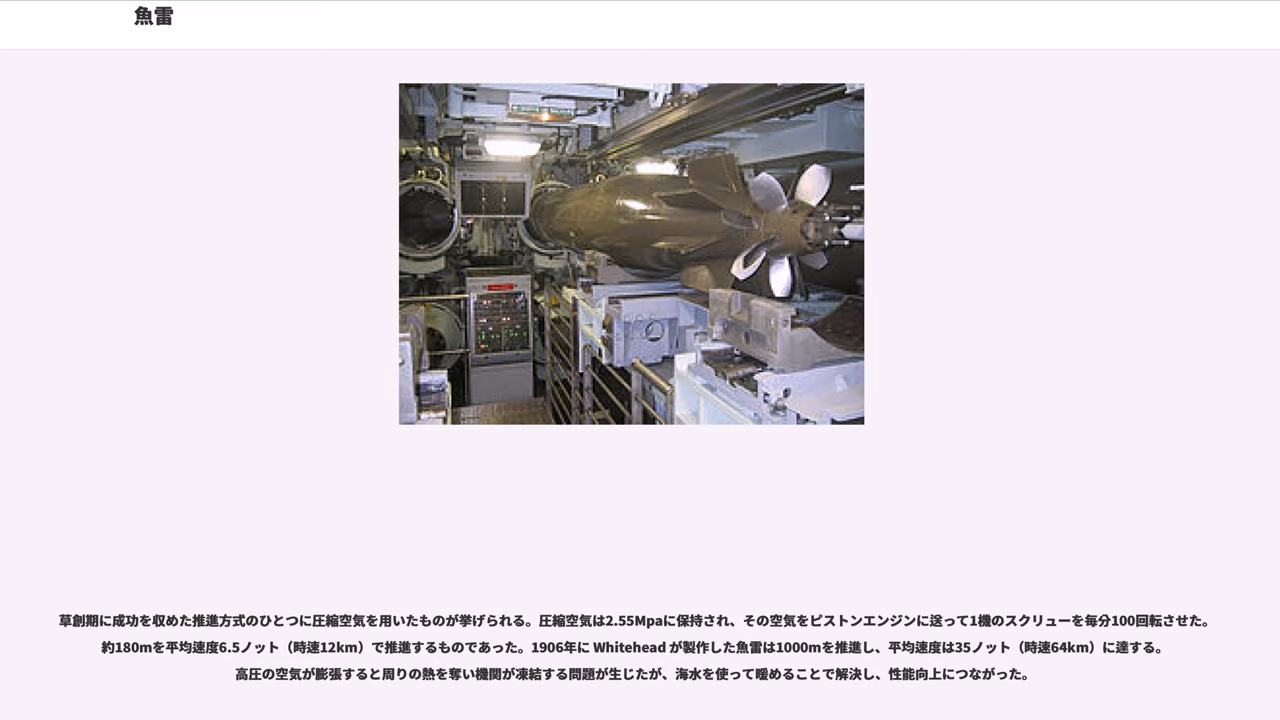 魚雷
草創期に成功を収めた推進方式のひとつに圧縮空気を用いたものが挙げられる。圧縮空気は2.55Mpaに保持され、その空気をピストンエンジンに送って1機のスクリューを毎分100回転させた。
約180mを平均速度6.5ノット（時速12km）で推進するものであった。1906年に Whitehead が製作した魚雷は1000mを推進し、平均速度は35ノット（時速64km）に達する。
高圧の空気が膨張すると周りの熱を奪い機関が凍結する問題が生じたが、海水を使って暖めることで解決し、性能向上につながった。